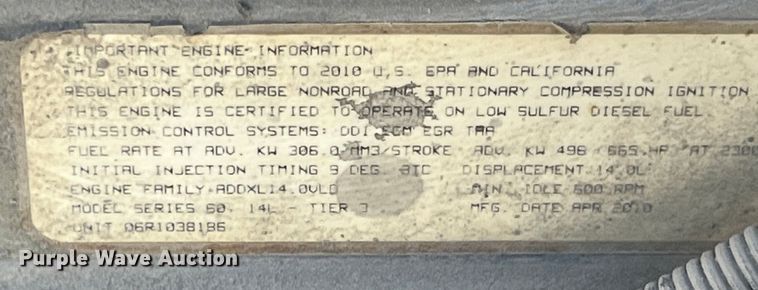 IMPORTANT ENGINE INFORMATION
THIS ENGINE CONFORMS TO 2010 U.S. EPA AND CALIFORNIA
REGULATIONS FOR LARGE NONROAD AND STATIONARY COMPRESSION IGNITION
THIS ENGINE IS CERTIFIED TO OPERATE ON LOW SULFUR DIESEL FUEL
EMISSION CONTROL SYSTEMS: DDI ECM EGR TAA
FUEL RATE AT ADV. KW 306.0 MM3/STROKE ADV. KW 496 (665 HP AT 2300
INITIAL INJECTION TIMING 9 DEG BTC DISPLACEMENT 14.0L
ENGINE FAMILY ADDXL14.0VLD MIN. IDLE 600 RPM
MODEL SERIES 60, 14L - TIER 3 MFG. DATE APR
UNIT 06R1038186
Purple Wave Auction